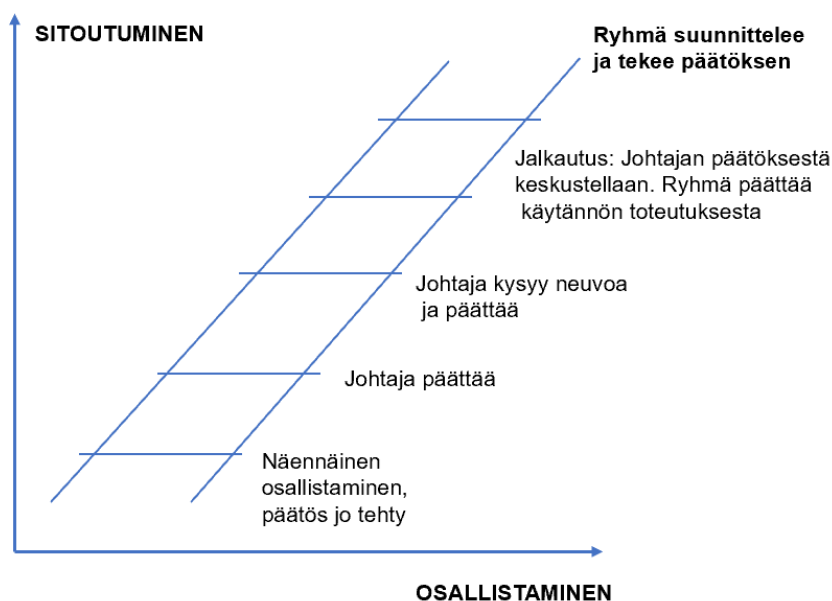 SITOUTUMINEN
Ryhmä suunnittelee
ja tekee päätöksen
Jalkautus: Johtajan päätöksestä
keskustellaan. Ryhmä päättää
käytännön toteutuksesta
Johtaja kysyy neuvoa
ja päättää
Johtaja päättää
Näennäinen
osallistaminen,
päätös jo tehty
OSALLISTAMINEN